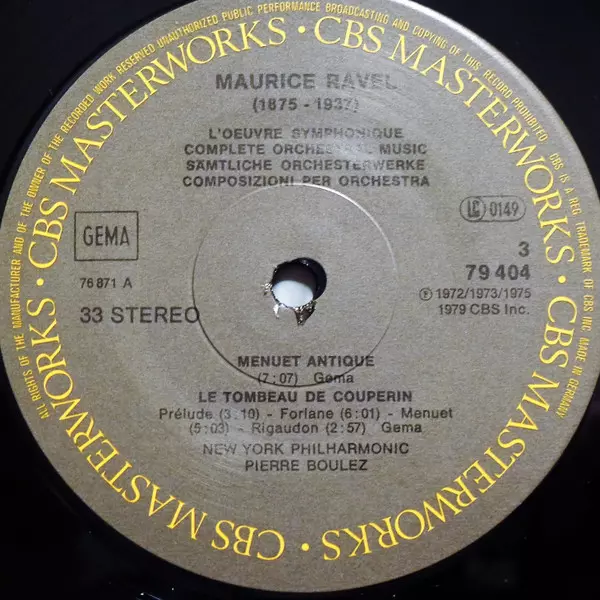 ALL RIGHTS OF THE MANUFACTURER AND OF THE OWNER OF THE RECORDED WORK RESERVED UNAUTHORIZED PUBLIC PERFORMANCE BROADCASTING AND COPYING OF THIS RECORD PROHIBITED. CBS IS A REG. TRADEMARK OF CBS INC. MADE IN GERMANY
CBS MASTERWORKS · CBS MASTERWORKS · CBS MASTERWORKS · CBS MASTERWORKS ·
MAURICE RAVEL
(1875 - 1937)
L'OEUVRE SYMPHONIQUE
COMPLETE ORCHESTRAL MUSIC
SÄMTLICHE ORCHESTERWERKE
COMPOSIZIONI PER ORCHESTRA
GEMA
LC 0149
76 871 A
3
79 404
33 STEREO
℗ 1972/1973/1975
1979 CBS Inc.
MENUET ANTIQUE
(7:07) Gema
LE TOMBEAU DE COUPERIN
Prélude (3:10) - Forlane (6:01) - Menuet
(5:03) - Rigaudon (2:57) Gema
NEW YORK PHILHARMONIC
PIERRE BOULEZ